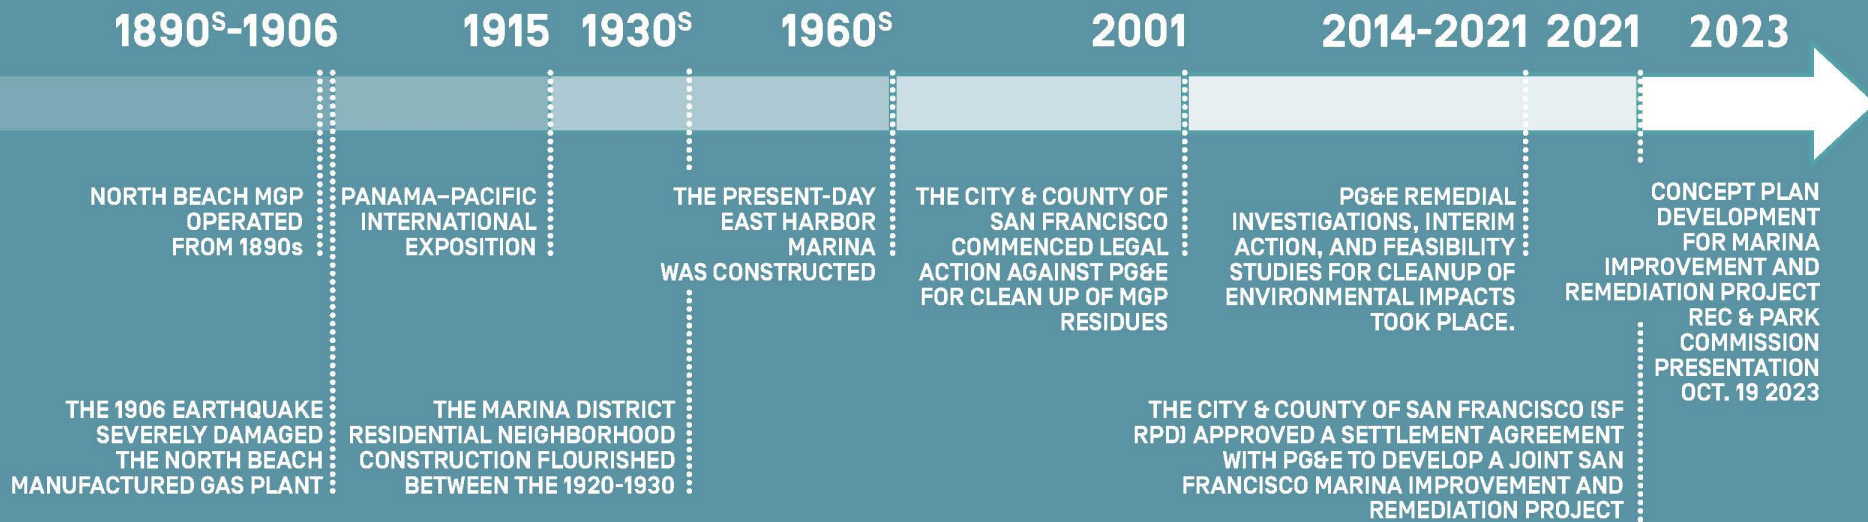 1890s-1906
1915
1930s
1960s
2001
2014-2021
2021
2023
NORTH BEACH MGP
OPERATED
FROM 1890s
THE 1906 EARTHQUAKE
SEVERELY DAMAGED
THE NORTH BEACH
MANUFACTURED GAS PLANT
PANAMA–PACIFIC
INTERNATIONAL
EXPOSITION
THE MARINA DISTRICT
RESIDENTIAL NEIGHBORHOOD
CONSTRUCTION FLOURISHED
BETWEEN THE 1920-1930
THE PRESENT-DAY
EAST HARBOR
MARINA
WAS CONSTRUCTED
THE CITY & COUNTY OF
SAN FRANCISCO
COMMENCED LEGAL
ACTION AGAINST PG&E
FOR CLEAN UP OF MGP
RESIDUES
PG&E REMEDIAL
INVESTIGATIONS, INTERIM
ACTION, AND FEASIBILITY
STUDIES FOR CLEANUP OF
ENVIRONMENTAL IMPACTS
TOOK PLACE.
THE CITY & COUNTY OF SAN FRANCISCO (SF
RPD) APPROVED A SETTLEMENT AGREEMENT
WITH PG&E TO DEVELOP A JOINT SAN
FRANCISCO MARINA IMPROVEMENT AND
REMEDIATION PROJECT
CONCEPT PLAN
DEVELOPMENT
FOR MARINA
IMPROVEMENT AND
REMEDIATION PROJECT
REC & PARK
COMMISSION
PRESENTATION
OCT. 19 2023